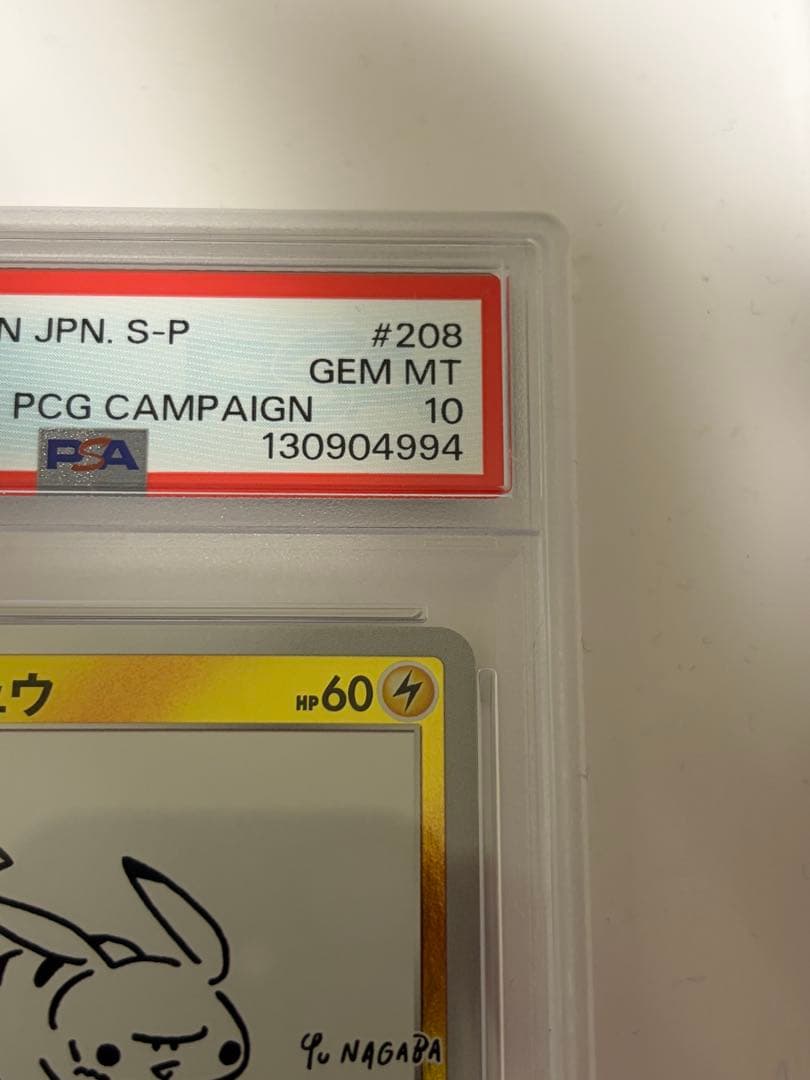 N JPN. S-P #208
GEM MT
PCG CAMPAIGN 10
PSA 130904994
ュウ HP60
Yu NAGABA